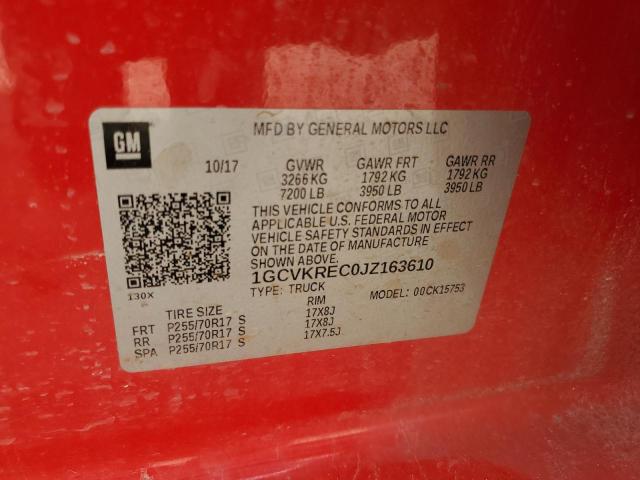 GM
MFD BY GENERAL MOTORS LLC
10/17 GVWR GAWR FRT GAWR RR
3266 KG 1792 KG 1792 KG
7200 LB 3950 LB 3950 LB
THIS VEHICLE CONFORMS TO ALL
APPLICABLE U.S. FEDERAL MOTOR
VEHICLE SAFETY STANDARDS IN EFFECT
ON THE DATE OF MANUFACTURE
SHOWN ABOVE.
1GCVKREC0JZ163610
130X TYPE: TRUCK MODEL: 00CK15753
TIRE SIZE RIM
FRT P255/70R17 S 17X8J
RR P255/70R17 S 17X8J
SPA P255/70R17 S 17X7.5J